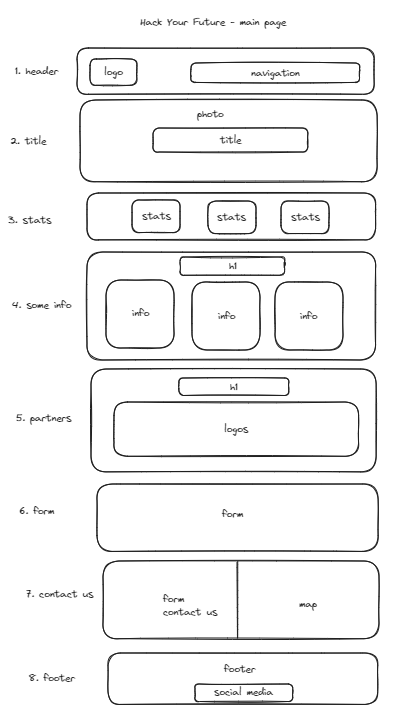 Hack Your Future - main page
1. header
logo
navigation
2. title
photo
title
3. stats
stats
stats
stats
4. some info
h1
info
info
info
5. partners
h1
logos
6. form
form
7. contact us
form
contact us
map
8. footer
footer
social media